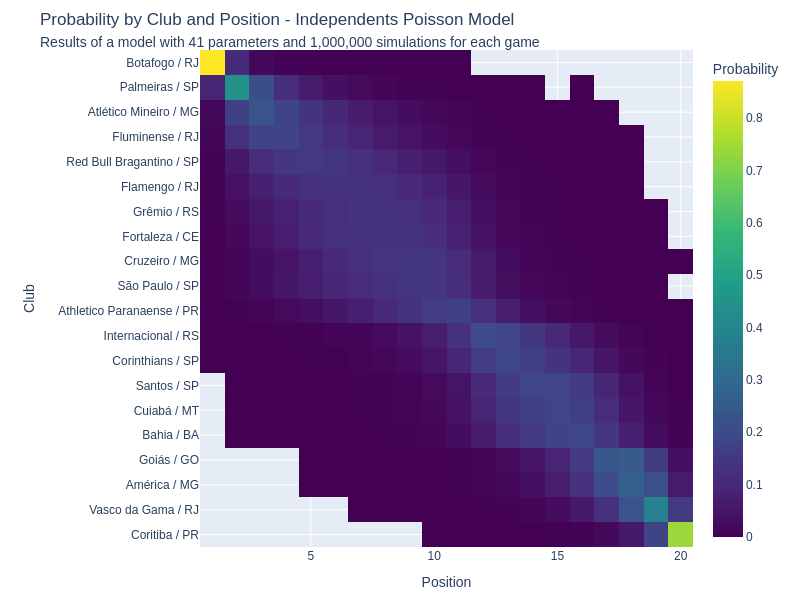 Probability by Club and Position - Independents Poisson Model
Results of a model with 41 parameters and 1,000,000 simulations for each game
Probability
Botafogo / RJ
Palmeiras / SP
Atlético Mineiro / MG
Fluminense / RJ
Red Bull Bragantino / SP
Flamengo / RJ
Grêmio / RS
Fortaleza / CE
Cruzeiro / MG
São Paulo / SP
Athletico Paranaense / PR
Internacional / RS
Corinthians / SP
Santos / SP
Cuiabá / MT
Bahia / BA
Goiás / GO
América / MG
Vasco da Gama / RJ
Coritiba / PR
Club
5
10
15
20
Position
0.8
0.7
0.6
0.5
0.4
0.3
0.2
0.1
0